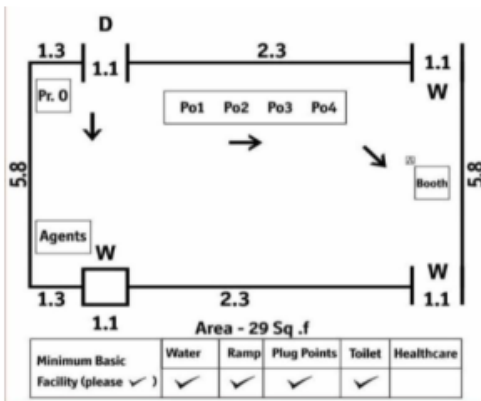 D
1.3 2.3
1.1 1.1
W
Pr. O
Po1 Po2 Po3 Po4
5.8 5.8
Booth
Agents
W W
1.3 2.3 1.1
1.1
Area - 29 Sq .f
Minimum Basic Facility (please ✓ ) Water Ramp Plug Points Toilet Healthcare
✓ ✓ ✓ ✓